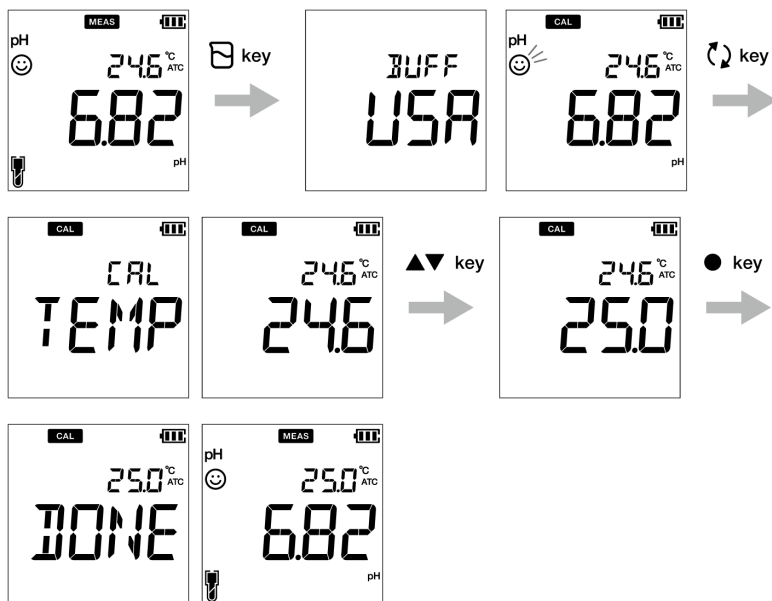 MEAS
pH
24.6 °C
ATC
6.82
pH
key
BUFF
USA
CAL
pH
24.6 °C
ATC
6.82
pH
key
CAL
CAL
TEMP
CAL
24.6 °C
ATC
24.6
▲▼ key
CAL
24.6 °C
ATC
25.0
● key
CAL
25.0 °C
ATC
DONE
MEAS
pH
25.0 °C
ATC
6.82
pH